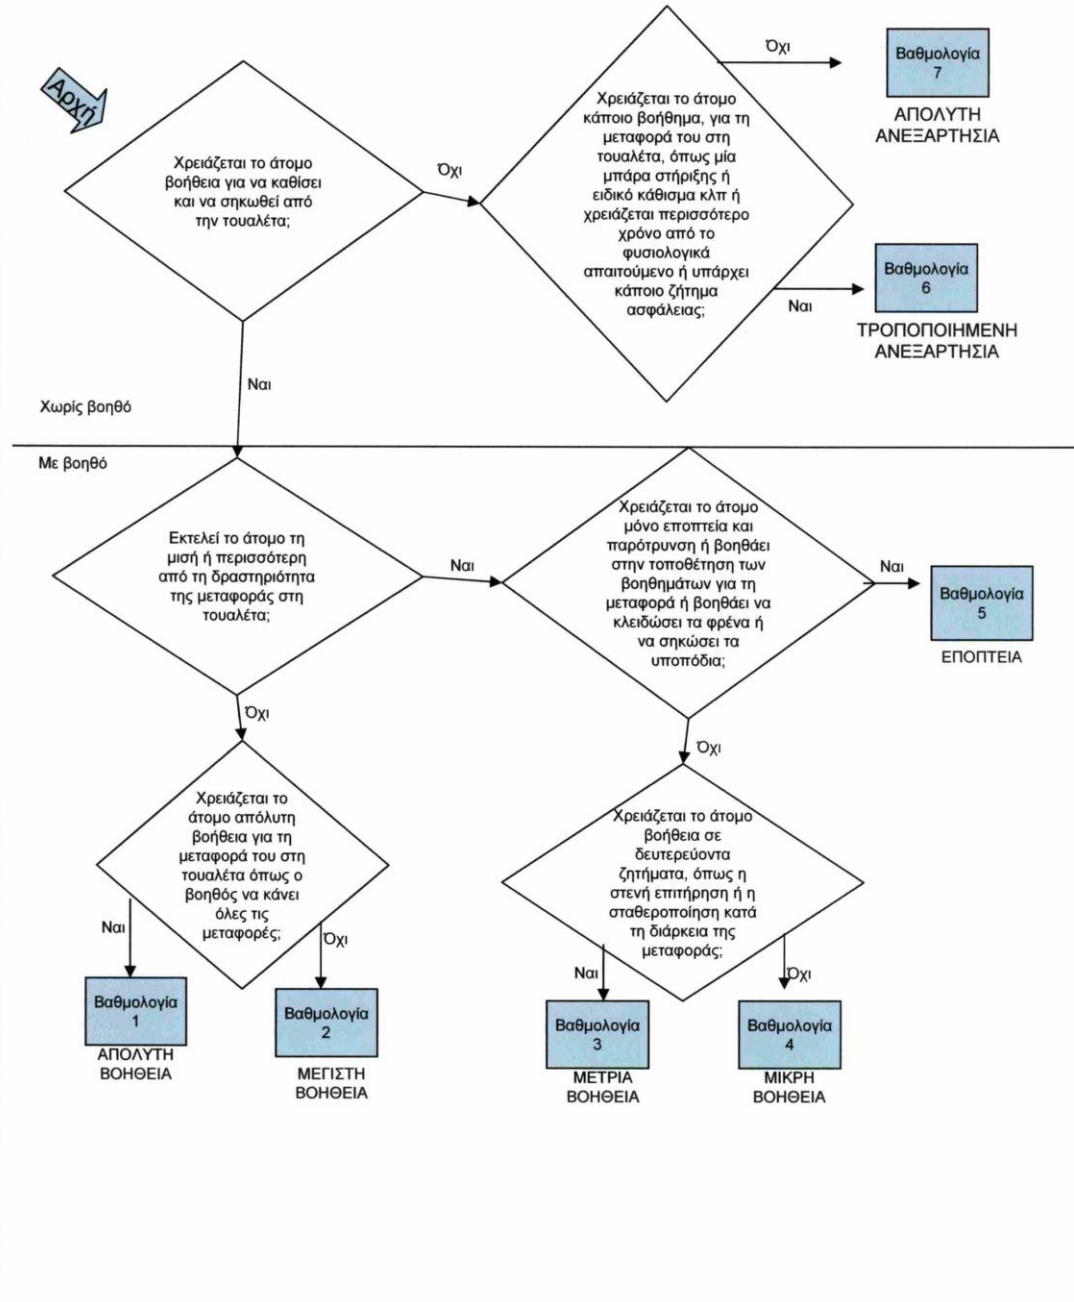 Αρχή
Χρειάζεται το άτομο
βοήθεια για να καθίσει
και να σηκωθεί από
την τουαλέτα;
Όχι
Χρειάζεται το άτομο
κάποιο βοήθημα, για τη
μεταφορά του στη
τουαλέτα, όπως μία
μπάρα στήριξης ή
ειδικό κάθισμα κλπ ή
χρειάζεται περισσότερο
χρόνο από το
φυσιολογικά
απαιτούμενο ή υπάρχει
κάποιο ζήτημα
ασφάλειας;
Όχι
Βαθμολογία
7
ΑΠΟΛΥΤΗ
ΑΝΕΞΑΡΤΗΣΙΑ
Ναι
Βαθμολογία
6
ΤΡΟΠΟΠΟΙΗΜΕΝΗ
ΑΝΕΞΑΡΤΗΣΙΑ
Ναι
Χωρίς βοηθό
Με βοηθό
Εκτελεί το άτομο τη
μισή ή περισσότερη
από τη δραστηριότητα
της μεταφοράς στη
τουαλέτα;
Ναι
Χρειάζεται το άτομο
μόνο εποπτεία και
παρότρυνση ή βοηθάει
στην τοποθέτηση των
βοηθημάτων για τη
μεταφορά ή βοηθάει να
κλειδώσει τα φρένα ή
να σηκώσει τα
υποπόδια;
Ναι
Βαθμολογία
5
ΕΠΟΠΤΕΙΑ
Όχι
Χρειάζεται το
άτομο απόλυτη
βοήθεια για τη
μεταφορά του στη
τουαλέτα όπως ο
βοηθός να κάνει
όλες τις
μεταφορές;
Ναι
Όχι
Βαθμολογία
1
ΑΠΟΛΥΤΗ
ΒΟΗΘΕΙΑ
Βαθμολογία
2
ΜΕΓΙΣΤΗ
ΒΟΗΘΕΙΑ
Όχι
Χρειάζεται το άτομο
βοήθεια σε
δευτερεύοντα
ζητήματα, όπως η
στενή επιτήρηση ή η
σταθεροποίηση κατά
τη διάρκεια της
μεταφοράς;
Ναι
Όχι
Βαθμολογία
3
ΜΕΤΡΙΑ
ΒΟΗΘΕΙΑ
Βαθμολογία
4
ΜΙΚΡΗ
ΒΟΗΘΕΙΑ